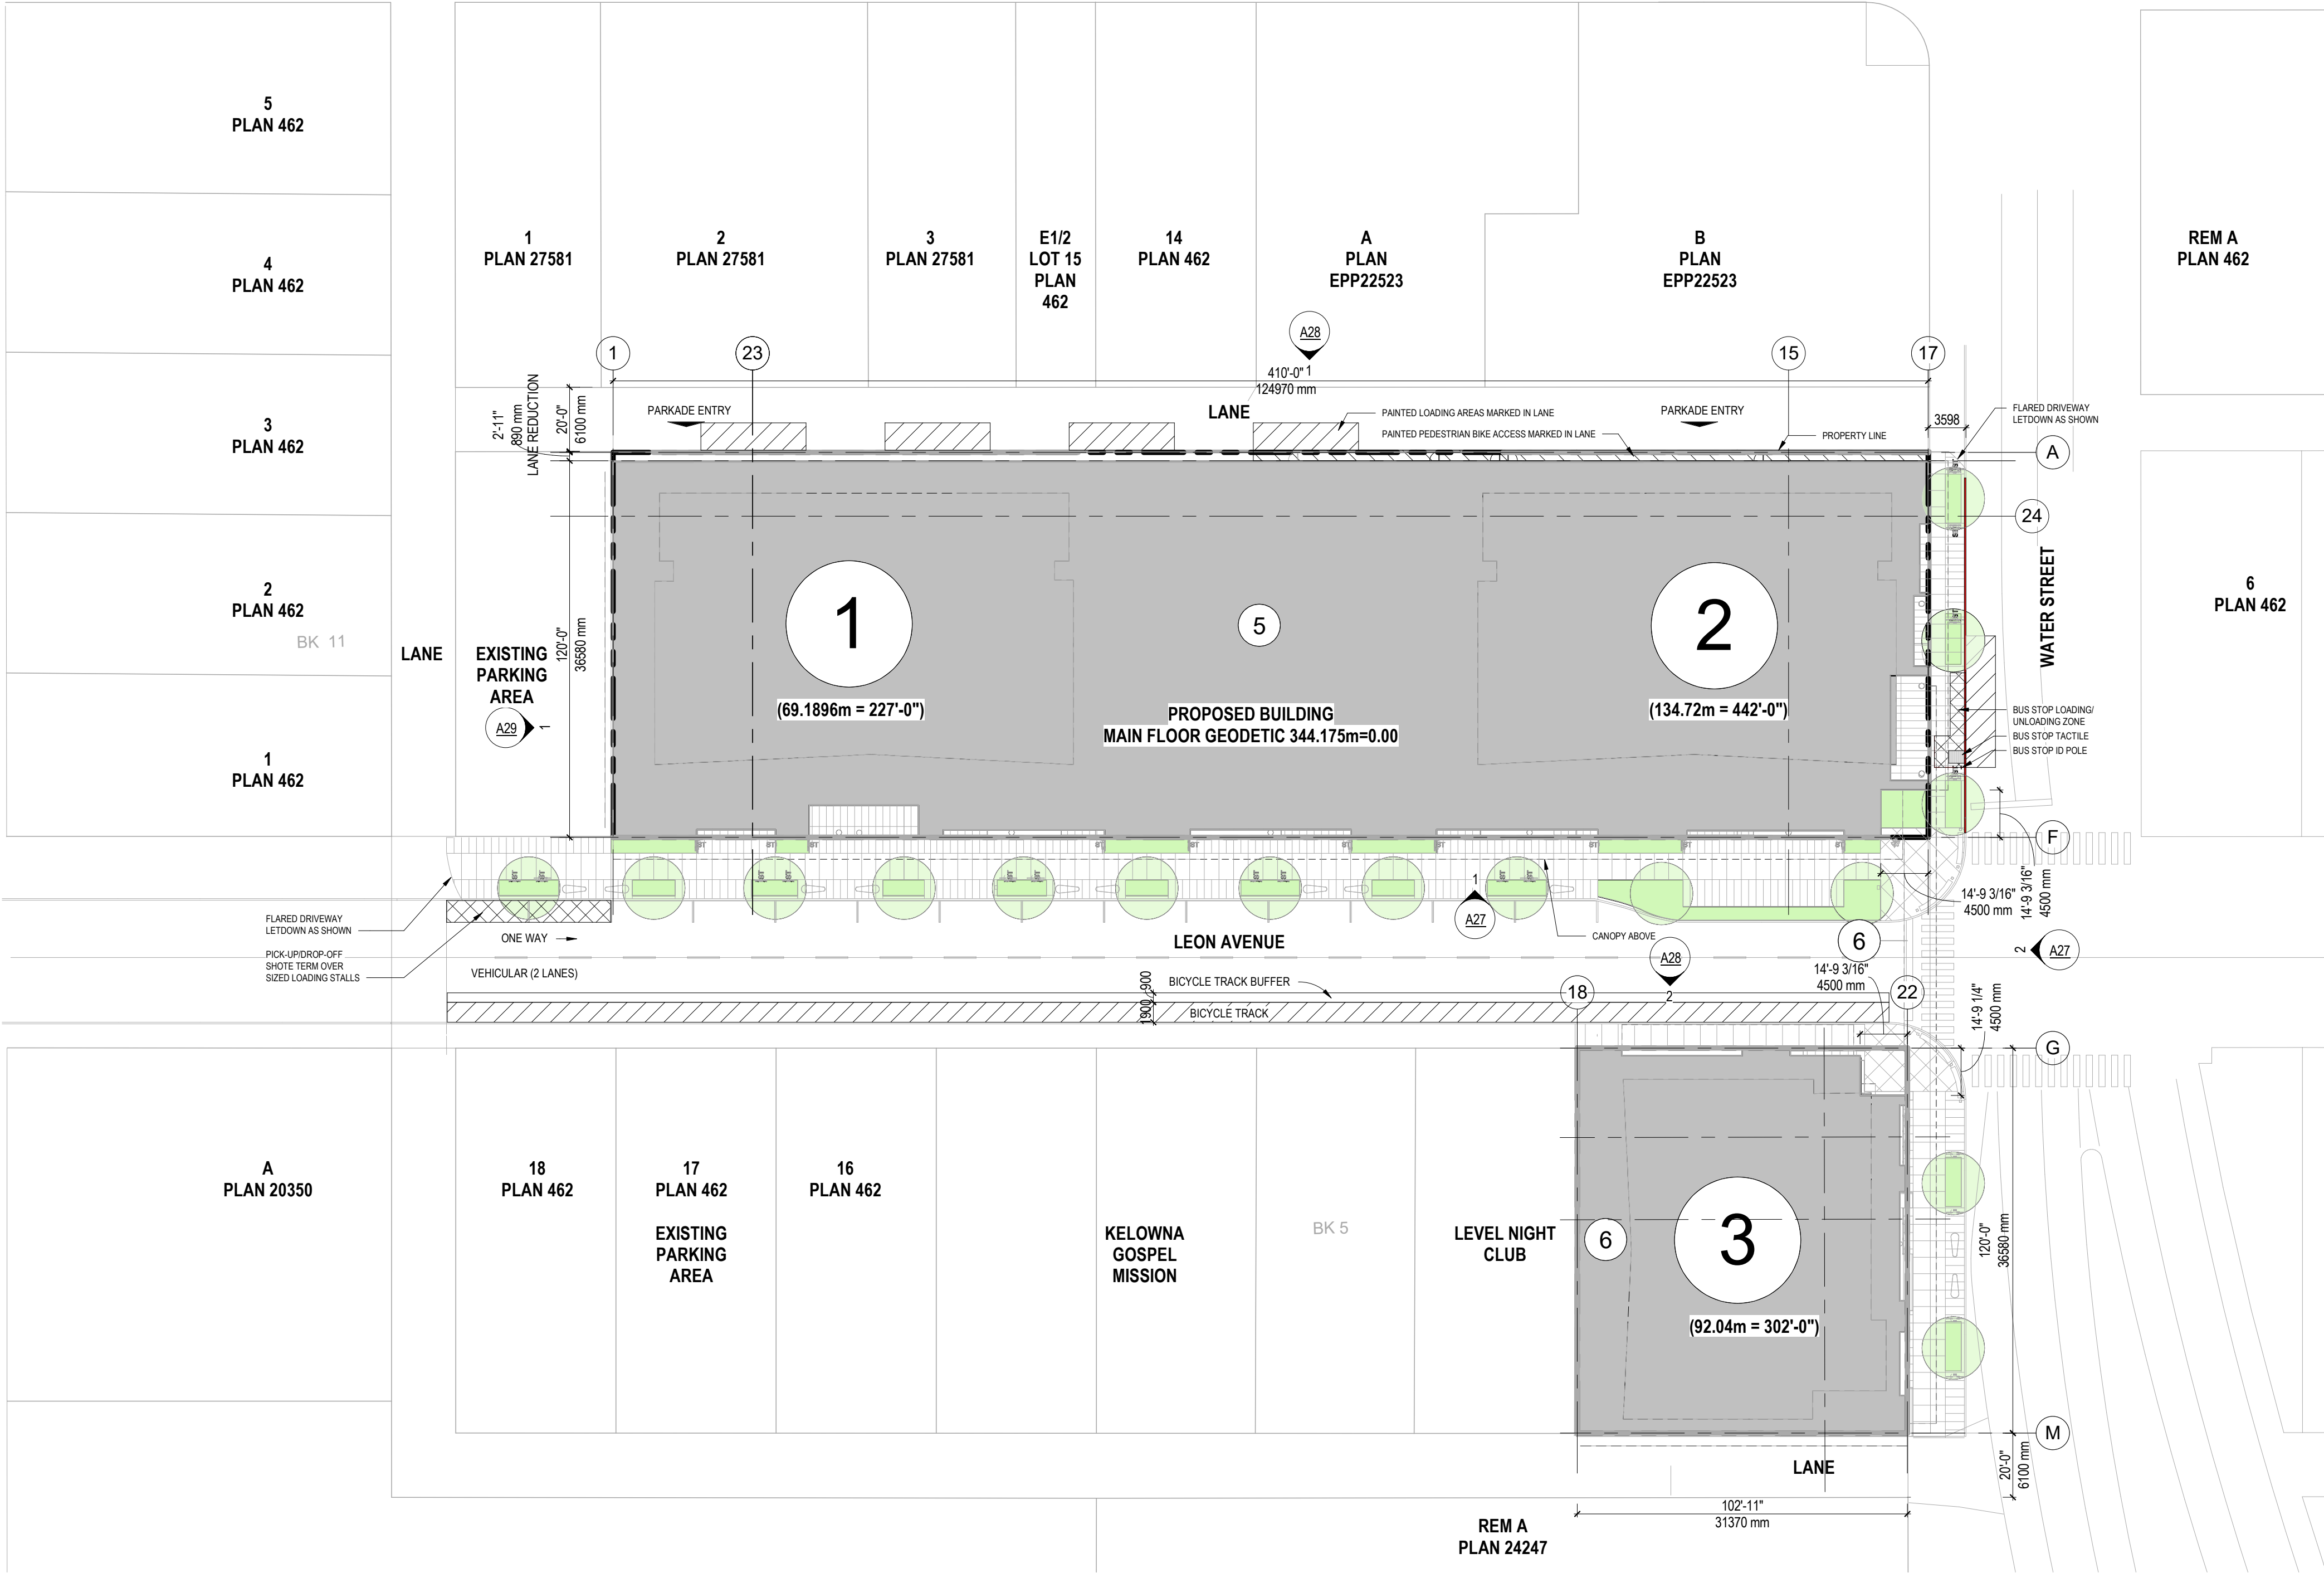 5
PLAN 462
4
PLAN 462
3
PLAN 462
2
PLAN 462
BK 11
1
PLAN 462
LANE
EXISTING
PARKING
AREA
A29
1
1
PLAN 27581
2
PLAN 27581
3
PLAN 27581
E1/2
LOT 15
PLAN
462
14
PLAN 462
A
PLAN
EPP22523
B
PLAN
EPP22523
REM A
PLAN 462
6
PLAN 462
A28
1
1
23
15
17
410'-0"
124970 mm
2'-11"
890 mm
LANE REDUCTION
20'-0"
6100 mm
120'-0"
36580 mm
PARKADE ENTRY
LANE
PAINTED LOADING AREAS MARKED IN LANE
PAINTED PEDESTRIAN BIKE ACCESS MARKED IN LANE
PARKADE ENTRY
PROPERTY LINE
3598
FLARED DRIVEWAY
LETDOWN AS SHOWN
A
24
WATER STREET
1
(69.1896m = 227'-0")
5
PROPOSED BUILDING
MAIN FLOOR GEODETIC 344.175m=0.00
2
(134.72m = 442'-0")
BUS STOP LOADING/
UNLOADING ZONE
BUS STOP TACTILE
BUS STOP ID POLE
F
14'-9 3/16"
4500 mm
14'-9 3/16"
4500 mm
FLARED DRIVEWAY
LETDOWN AS SHOWN
PICK-UP/DROP-OFF
SHOTE TERM OVER
SIZED LOADING STALLS
ONE WAY
VEHICULAR (2 LANES)
LEON AVENUE
1
A27
CANOPY ABOVE
6
2
A27
A28
2
14'-9 3/16"
4500 mm
900
1900
BICYCLE TRACK BUFFER
BICYCLE TRACK
18
22
14'-9 1/4"
4500 mm
G
A
PLAN 20350
18
PLAN 462
17
PLAN 462
EXISTING
PARKING
AREA
16
PLAN 462
KELOWNA
GOSPEL
MISSION
BK 5
LEVEL NIGHT
CLUB
6
3
(92.04m = 302'-0")
120'-0"
36580 mm
M
LANE
20'-0"
6100 mm
102'-11"
31370 mm
REM A
PLAN 24247